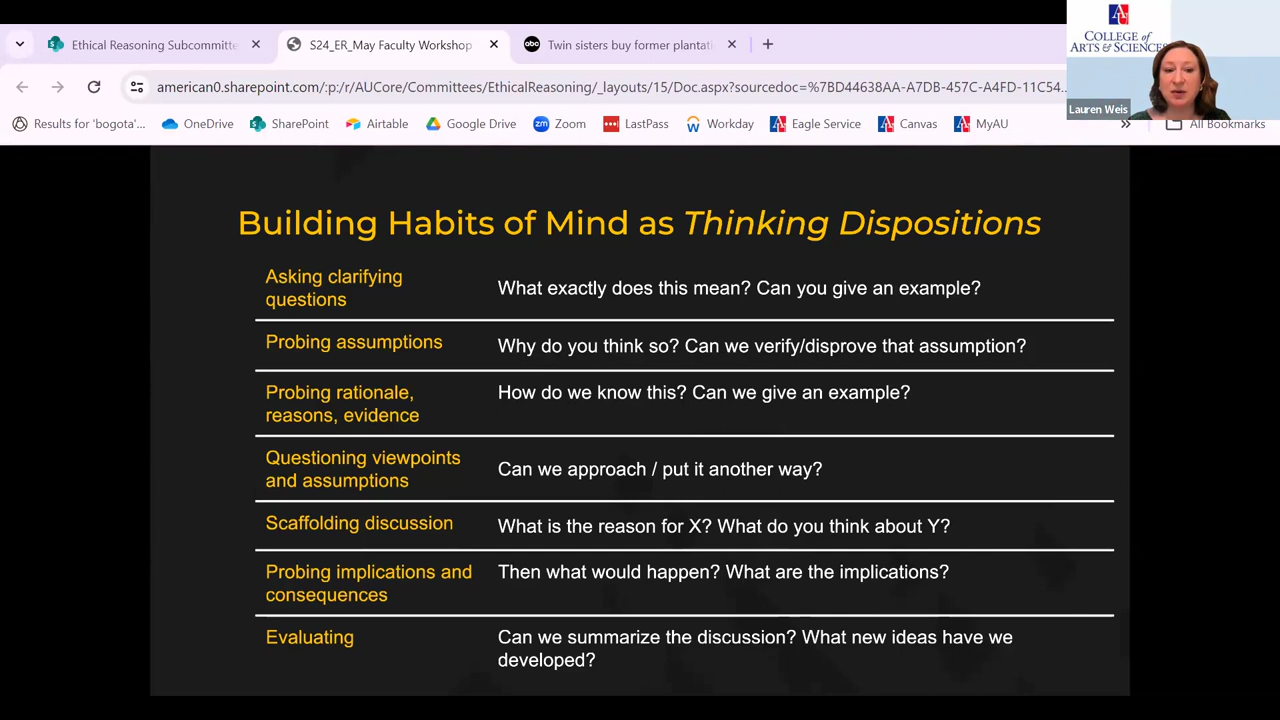 Ethical Reasoning Subcommitte
S24_ER_May Faculty Workshop
Twin sisters buy former plantati
american0.sharepoint.com/:p:/r/AUCore/Committees/EthicalReasoning/_layouts/15/Doc.aspx?sourcedoc=%7BD44638AA-A7DB-457C-A4FD-11C54...
Results for 'bogota'...
OneDrive
SharePoint
Airtable
Google Drive
Zoom
LastPass
Workday
Eagle Service
Canvas
MyAU
All Bookmarks
COLLEGE of
ARTS & SCIENCES
Lauren Weis
Building Habits of Mind as Thinking Dispositions
Asking clarifying
questions
What exactly does this mean? Can you give an example?
Probing assumptions
Why do you think so? Can we verify/disprove that assumption?
Probing rationale,
reasons, evidence
How do we know this? Can we give an example?
Questioning viewpoints
and assumptions
Can we approach / put it another way?
Scaffolding discussion
What is the reason for X? What do you think about Y?
Probing implications and
consequences
Then what would happen? What are the implications?
Evaluating
Can we summarize the discussion? What new ideas have we
developed?